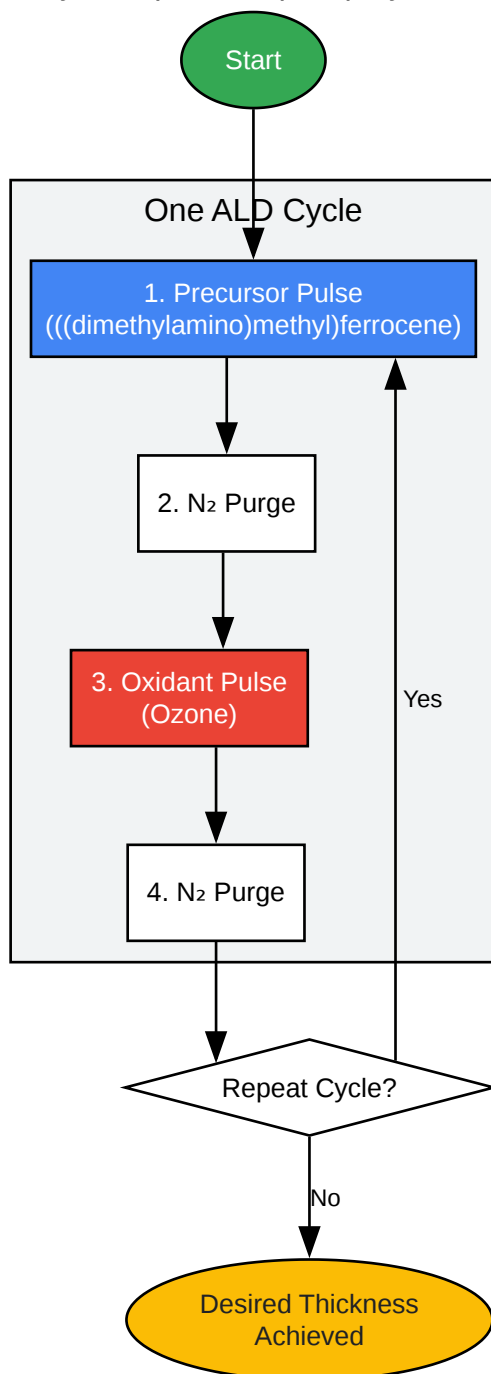 Start
One ALD Cycle
1. Precursor Pulse
(((dimethylamino)methyl)ferrocene)
2. N₂ Purge
3. Oxidant Pulse
(Ozone)
Yes
4. N₂ Purge
Repeat Cycle?
No
Desired Thickness
Achieved